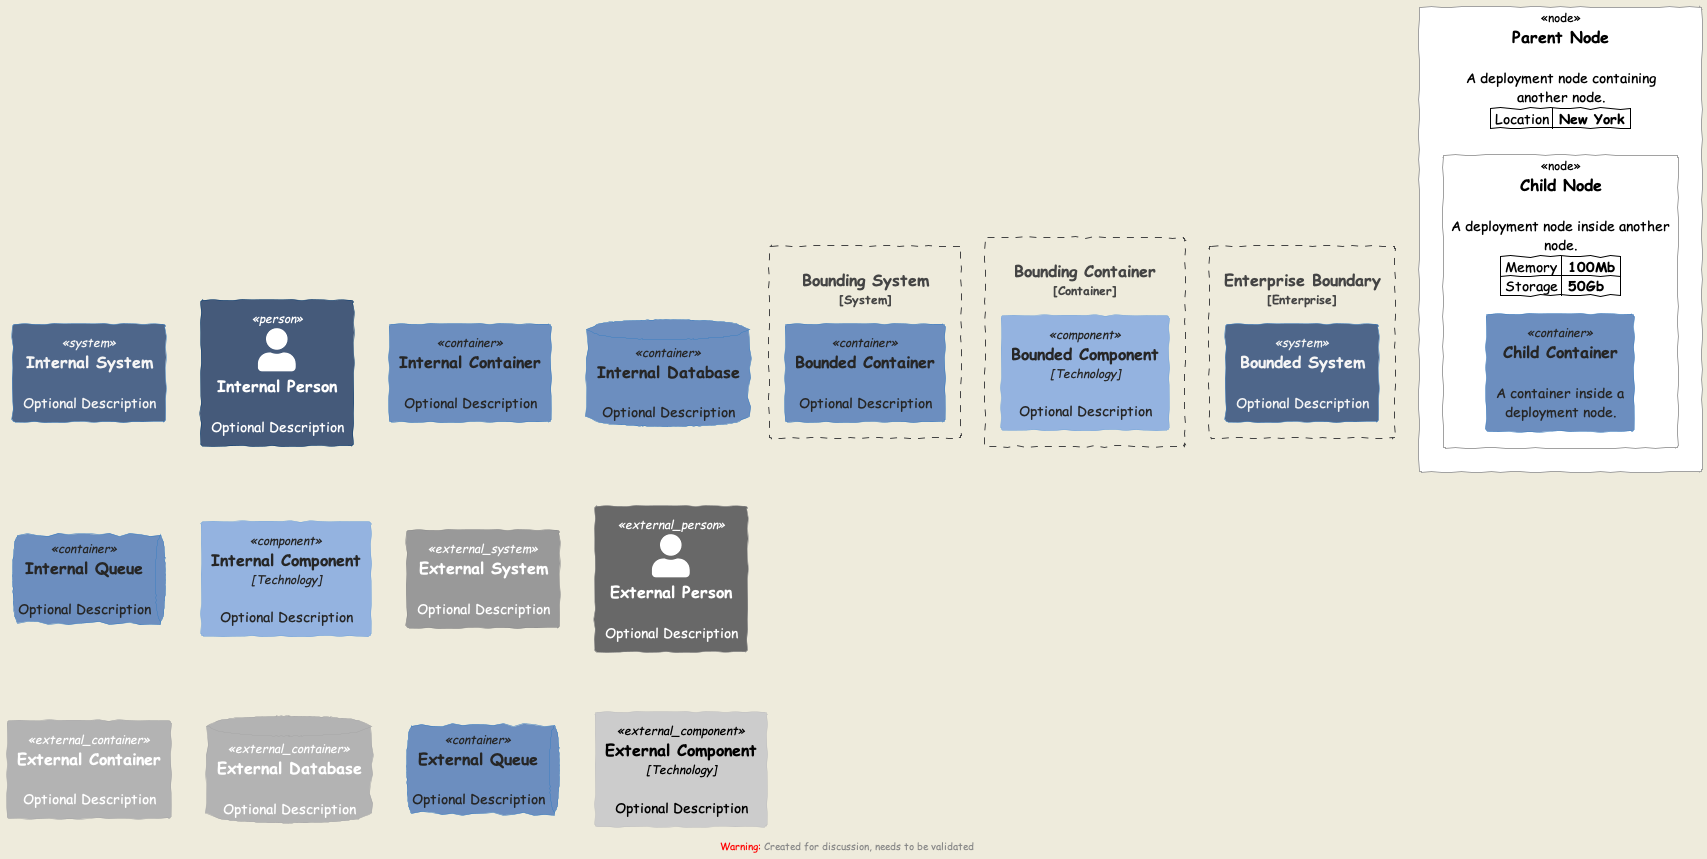 «node»
Parent Node
A deployment node containing
another node.
Location New York
«node»
Child Node
A deployment node inside another
node.
Memory 100Mb
Storage 50Gb
«container»
Child Container
A container inside a
deployment node.
«system»
Internal System
Optional Description
«person»
Internal Person
Optional Description
«container»
Internal Container
Optional Description
«container»
Internal Database
Optional Description
Bounding System
[System]
«container»
Bounded Container
Optional Description
Bounding Container
[Container]
«component»
Bounded Component
[Technology]
Optional Description
Enterprise Boundary
[Enterprise]
«system»
Bounded System
Optional Description
«container»
Internal Queue
Optional Description
«component»
Internal Component
[Technology]
Optional Description
«external_system»
External System
Optional Description
«external_person»
External Person
Optional Description
«external_container»
External Container
Optional Description
«external_container»
External Database
Optional Description
«container»
External Queue
Optional Description
«external_component»
External Component
[Technology]
Optional Description
Warning: Created for discussion, needs to be validated